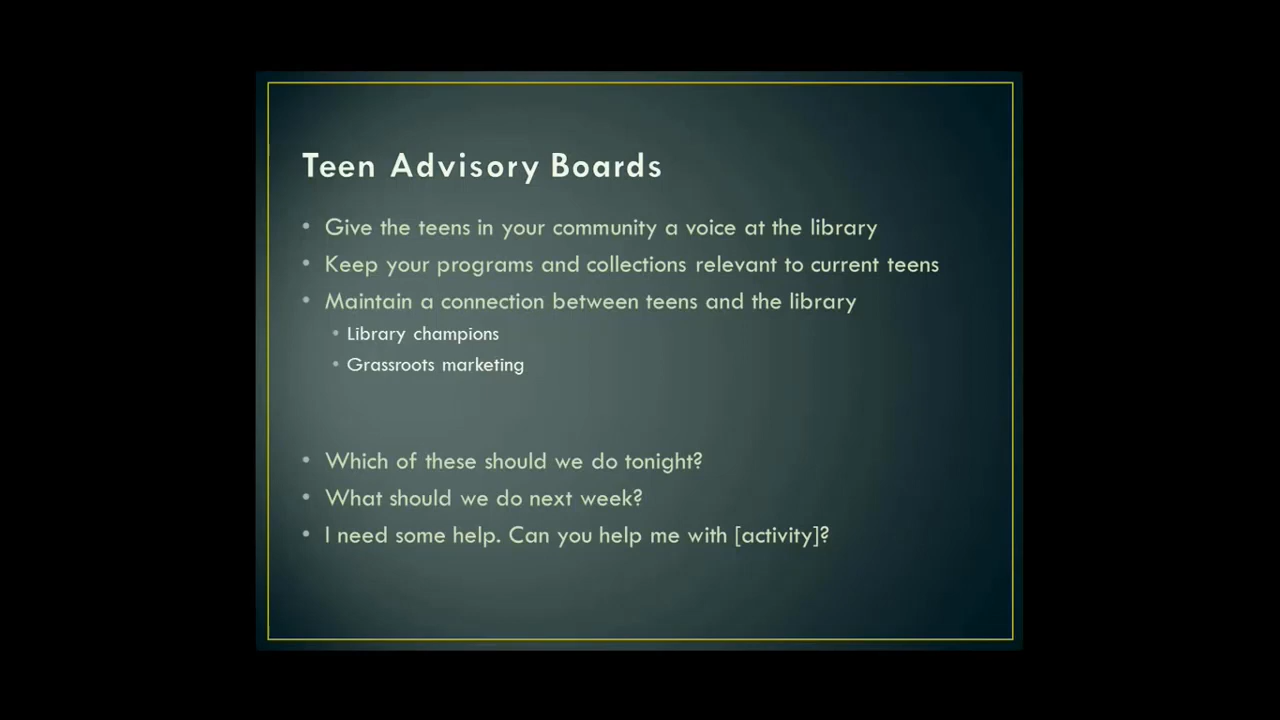 Teen Advisory Boards
• Give the teens in your community a voice at the library
• Keep your programs and collections relevant to current teens
• Maintain a connection between teens and the library
• Library champions
• Grassroots marketing
• Which of these should we do tonight?
• What should we do next week?
• I need some help. Can you help me with [activity]?